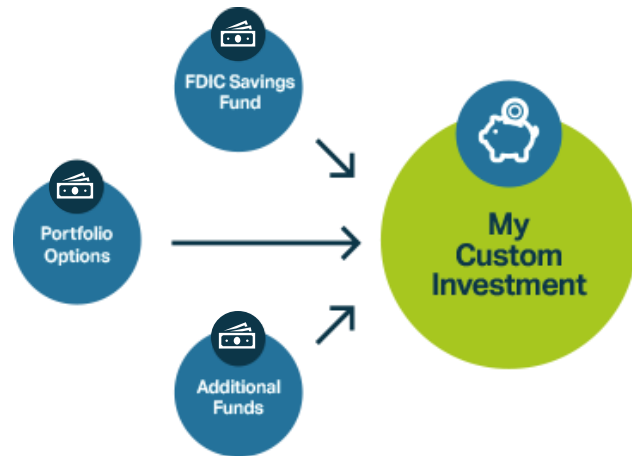 FDIC Savings
Fund
Portfolio
Options
My
Custom
Investment
Additional
Funds